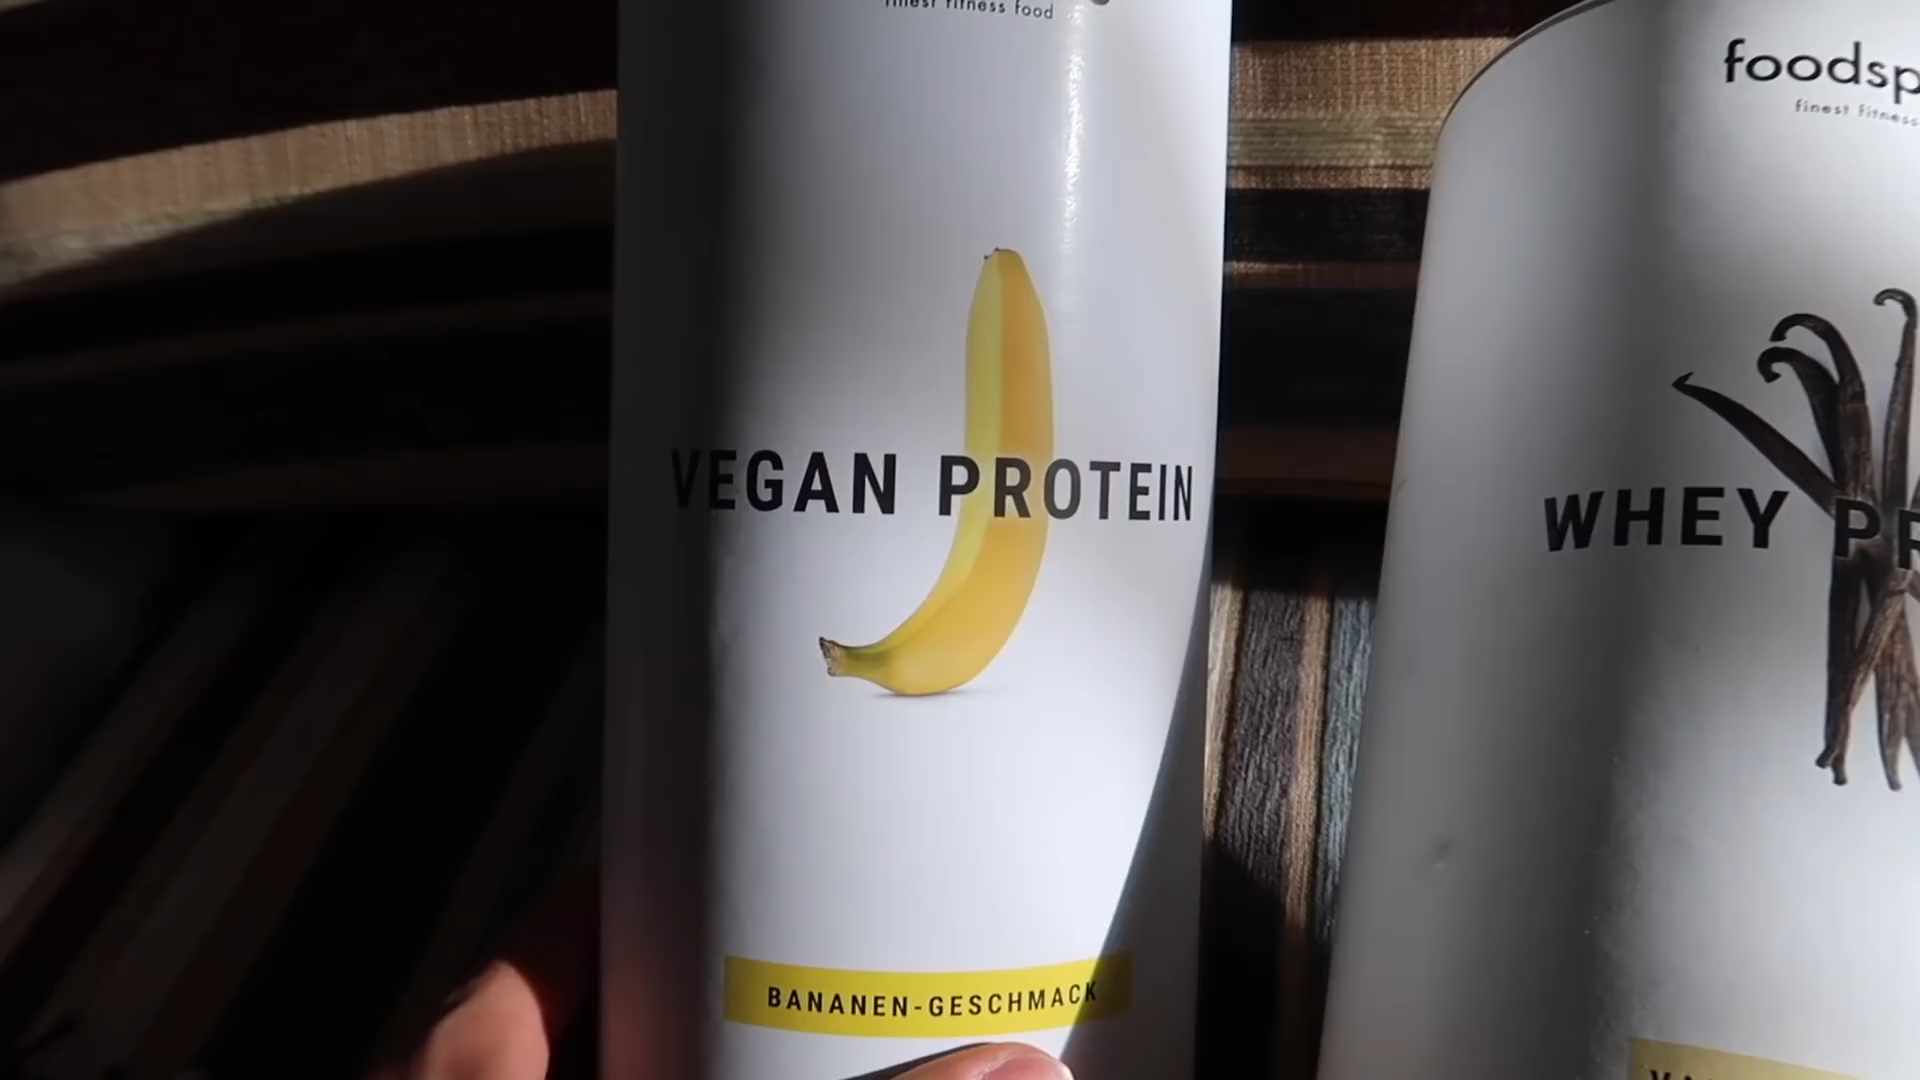 finest fitness food
VEGAN PROTEIN
BANANEN-GESCHMACK
foodsp
finest fitness
WHEY PR